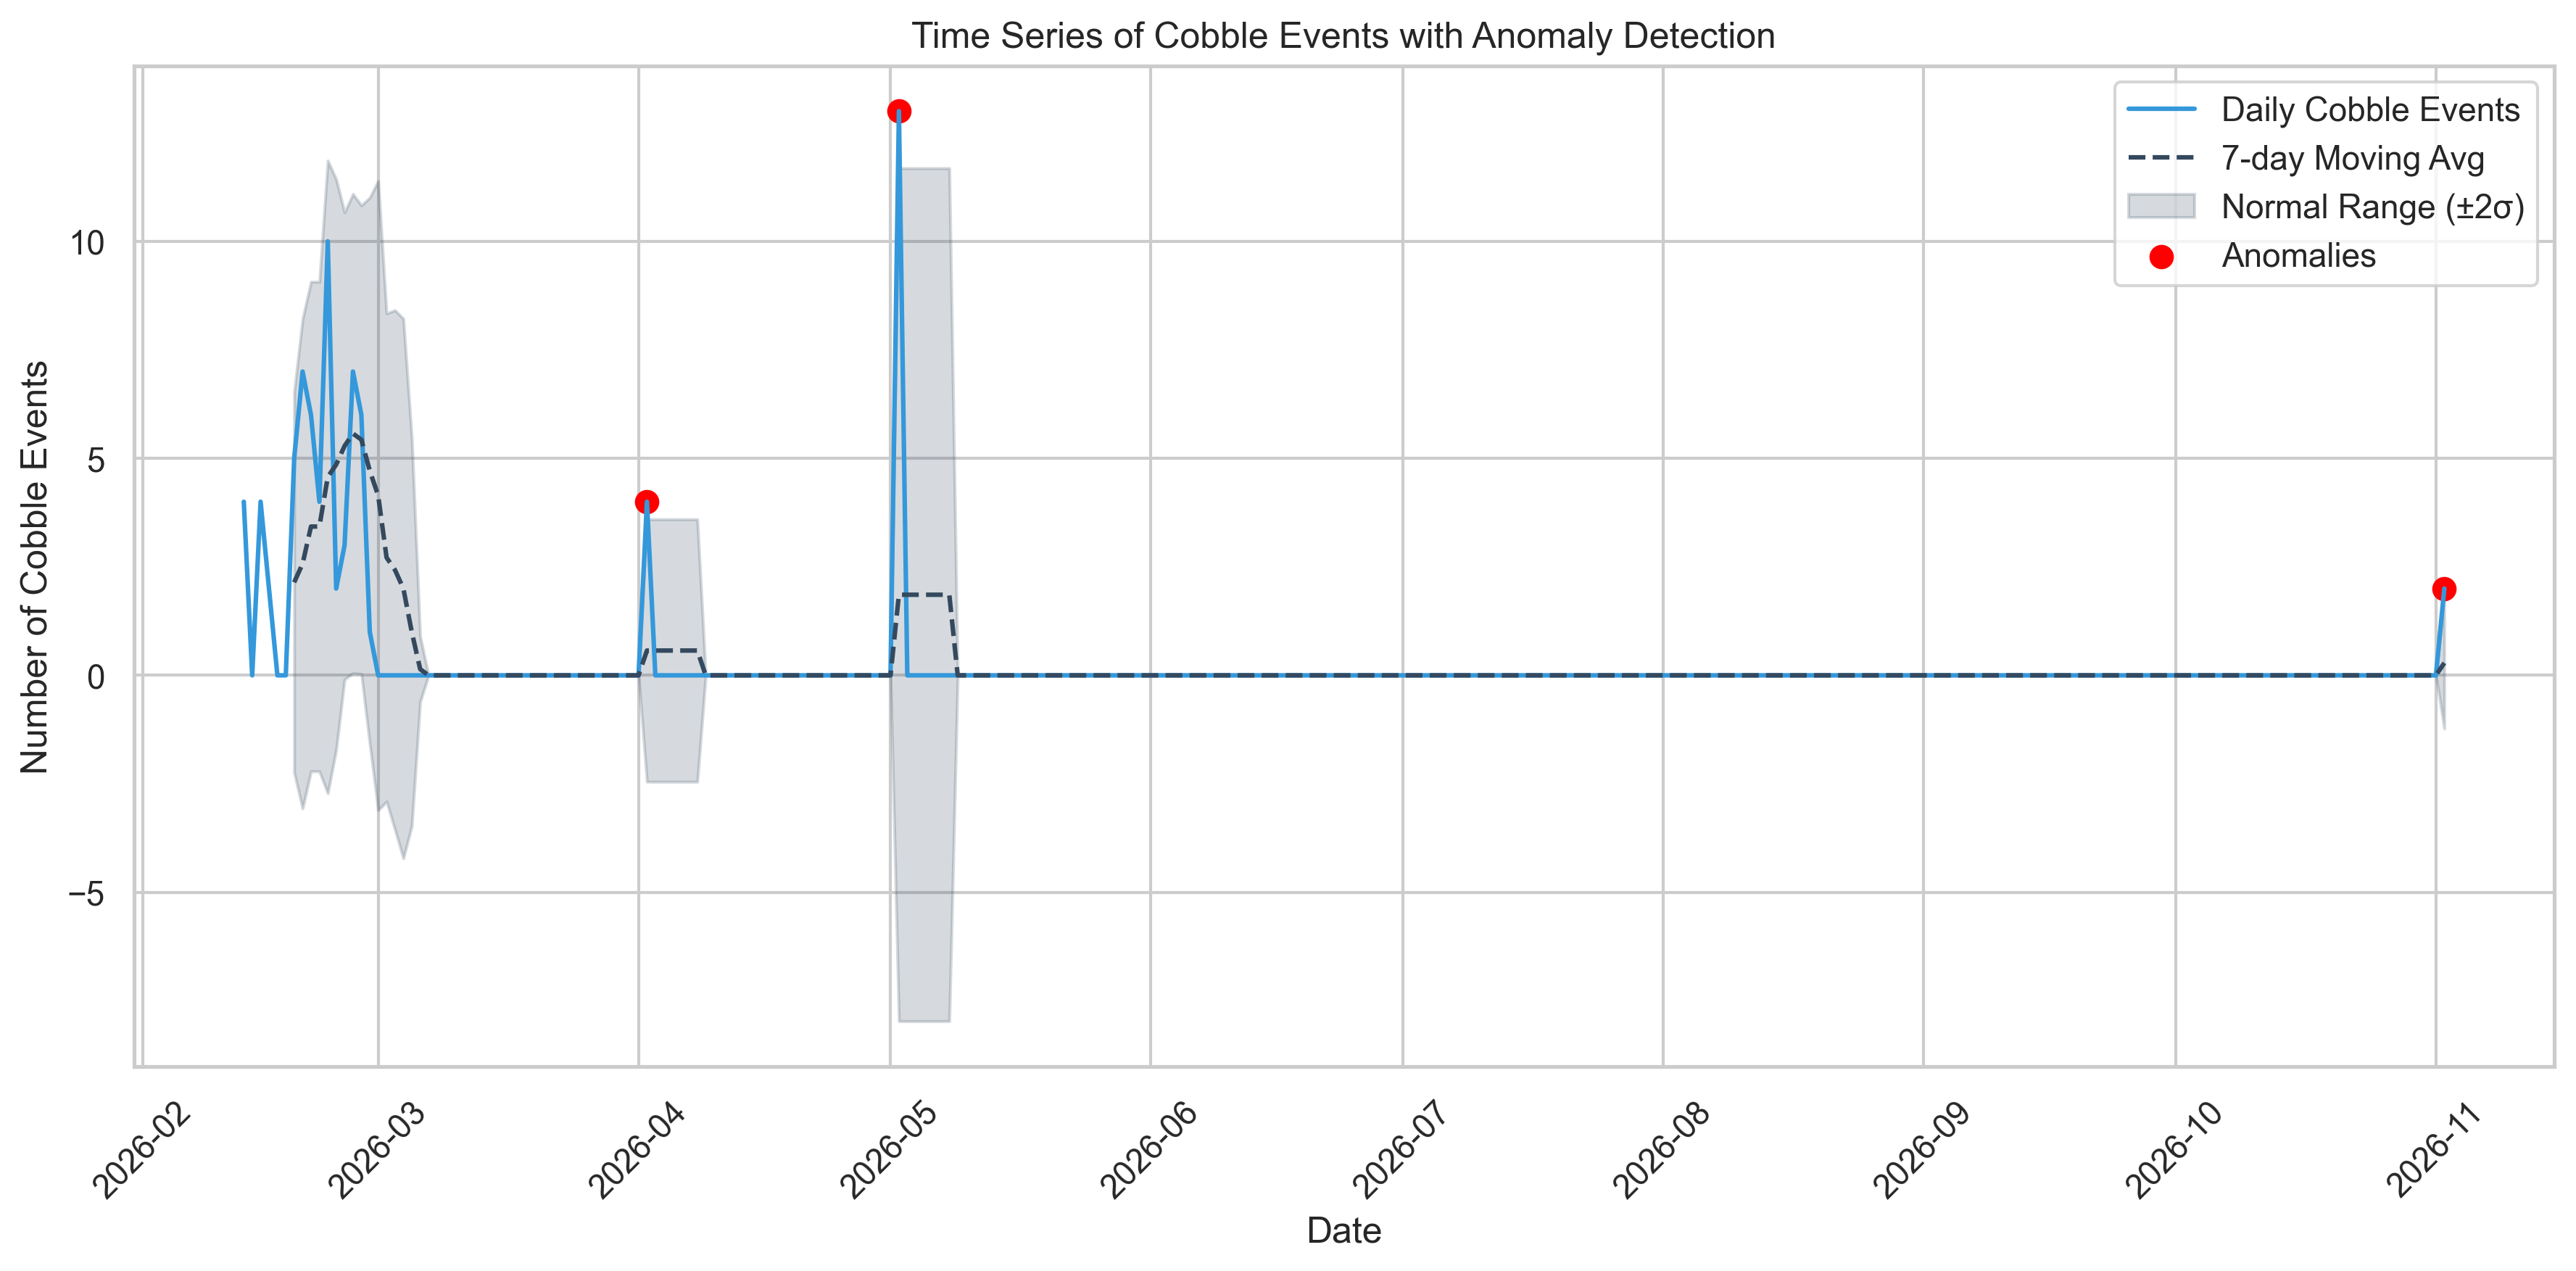 Time Series of Cobble Events with Anomaly Detection
Daily Cobble Events
7-day Moving Avg
Normal Range (±2σ)
Anomalies
Number of Cobble Events
10
5
0
−5
2026-02
2026-03
2026-04
2026-05
2026-06
2026-07
2026-08
2026-09
2026-10
2026-11
Date